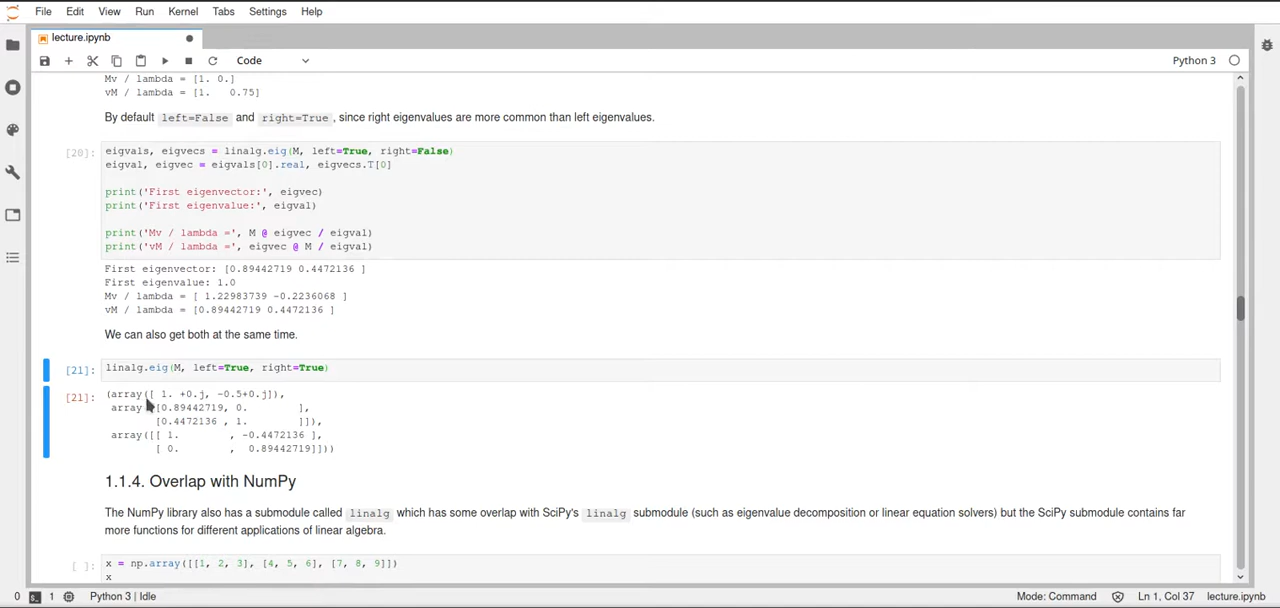 File Edit View Run Kernel Tabs Settings Help
lecture.ipynb
Code
Python 3
Mv / lambda = [1. 0.]
vM / lambda = [1.   0.75]
By default left=False and right=True , since right eigenvalues are more common than left eigenvalues.
[20]: eigvals, eigvecs = linalg.eig(M, left=True, right=False)
eigval, eigvec = eigvals[0].real, eigvecs.T[0]
print('First eigenvector:', eigvec)
print('First eigenvalue:', eigval)
print('Mv / lambda =', M @ eigvec / eigval)
print('vM / lambda =', eigvec @ M / eigval)
First eigenvector: [0.89442719 0.4472136 ]
First eigenvalue: 1.0
Mv / lambda = [ 1.22983739 -0.2236068 ]
vM / lambda = [0.89442719 0.4472136 ]
We can also get both at the same time.
[21]: linalg.eig(M, left=True, right=True)
[21]: (array([ 1. +0.j, -0.5+0.j]),
array([[0.89442719, 0.        ],
[0.4472136 , 1.        ]]),
array([[ 1.        , -0.4472136 ],
[ 0.        ,  0.89442719]]))
1.1.4. Overlap with NumPy
The NumPy library also has a submodule called linalg which has some overlap with SciPy's linalg submodule (such as eigenvalue decomposition or linear equation solvers) but the SciPy submodule contains far
more functions for different applications of linear algebra.
[ ]: x = np.array([[1, 2, 3], [4, 5, 6], [7, 8, 9]])
x
0 1 Python 3 | Idle Mode: Command Ln 1, Col 37 lecture.ipynb